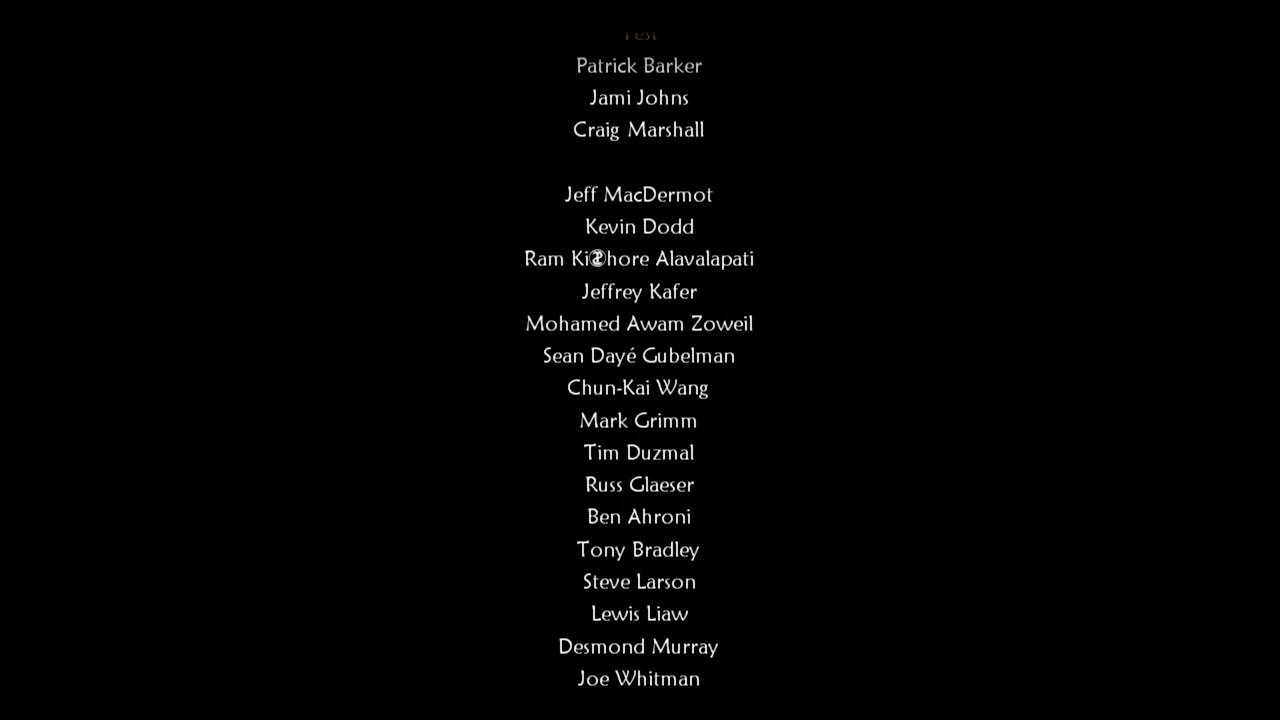 Test
Patrick Barker
Jami Johns
Craig Marshall
Jeff MacDermot
Kevin Dodd
Ram Ki②hore Alavalapati
Jeffrey Kafer
Mohamed Awam Zoweil
Sean Dayé Gubelman
Chun-Kai Wang
Mark Grimm
Tim Duzmal
Russ Glaeser
Ben Ahroni
Tony Bradley
Steve Larson
Lewis Liaw
Desmond Murray
Joe Whitman